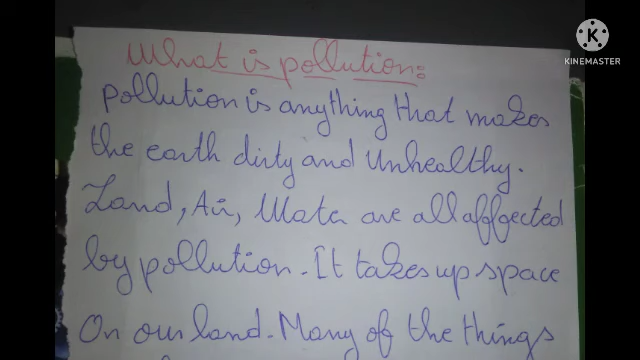 KINEMASTER
What is pollution:
pollution is anything that makes
the earth dirty and Unhealthy.
Land, Air, Water are all affected
by pollution. It takes up space
On our land. Many of the things